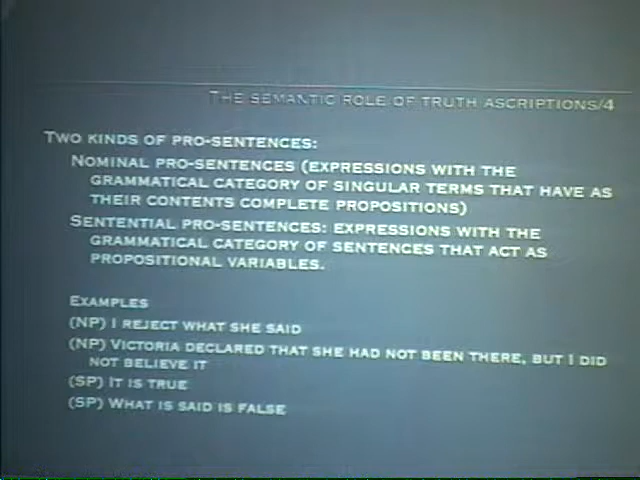 THE SEMANTIC ROLE OF TRUTH ASCRIPTIONS/4
TWO KINDS OF PRO-SENTENCES:
NOMINAL PRO-SENTENCES (EXPRESSIONS WITH THE
GRAMMATICAL CATEGORY OF SINGULAR TERMS THAT HAVE AS
THEIR CONTENTS COMPLETE PROPOSITIONS)
SENTENTIAL PRO-SENTENCES: EXPRESSIONS WITH THE
GRAMMATICAL CATEGORY OF SENTENCES THAT ACT AS
PROPOSITIONAL VARIABLES.
EXAMPLES
(NP) I REJECT WHAT SHE SAID
(NP) VICTORIA DECLARED THAT SHE HAD NOT BEEN THERE, BUT I DID
NOT BELIEVE IT
(SP) IT IS TRUE
(SP) WHAT IS SAID IS FALSE